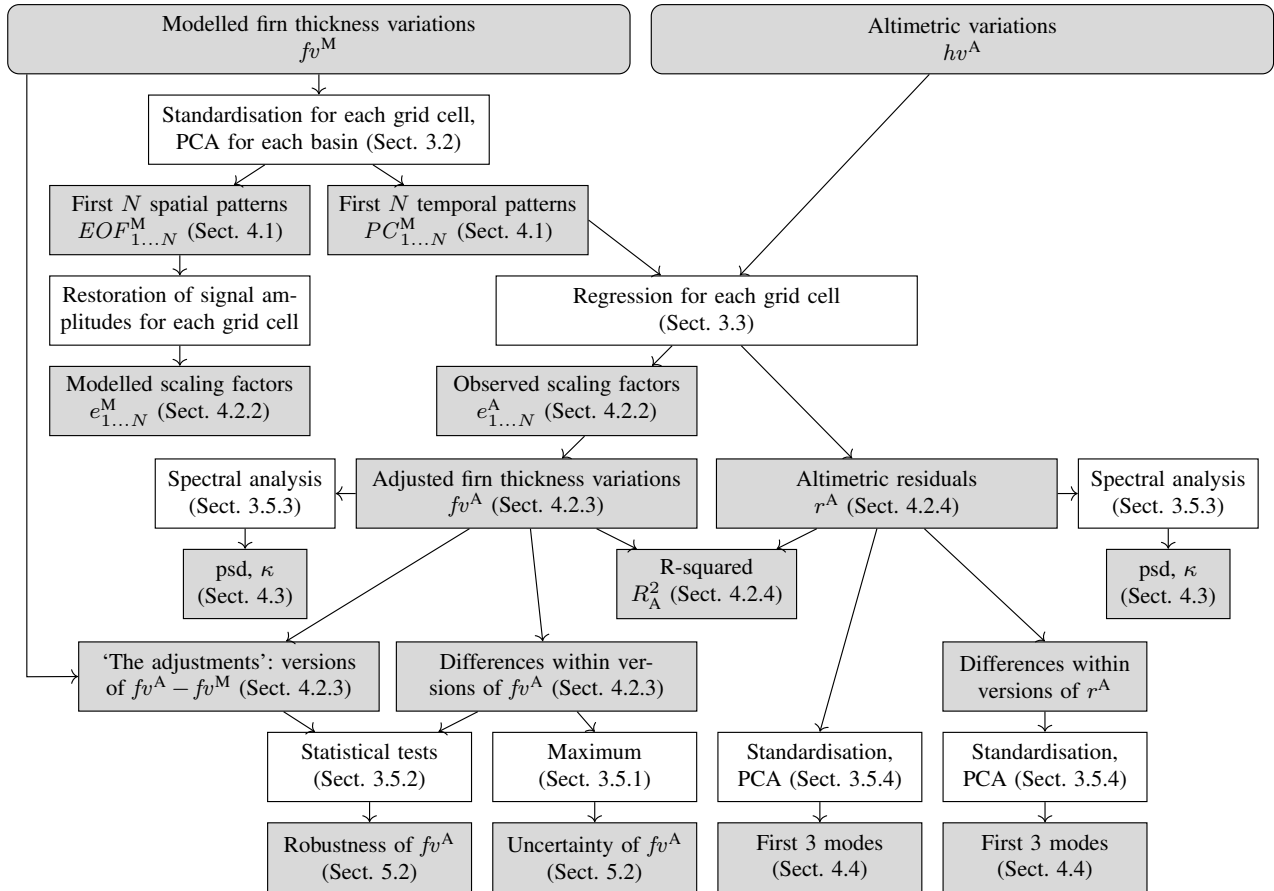 Modelled firn thickness variations
fv^M
Altimetric variations
hv^A
Standardisation for each grid cell,
PCA for each basin (Sect. 3.2)
First N spatial patterns
EOF^M_{1...N} (Sect. 4.1)
First N temporal patterns
PC^M_{1...N} (Sect. 4.1)
Restoration of signal am-
plitudes for each grid cell
Regression for each grid cell
(Sect. 3.3)
Modelled scaling factors
e^M_{1...N} (Sect. 4.2.2)
Observed scaling factors
e^A_{1...N} (Sect. 4.2.2)
Spectral analysis
(Sect. 3.5.3)
Adjusted firn thickness variations
fv^A (Sect. 4.2.3)
Altimetric residuals
r^A (Sect. 4.2.4)
Spectral analysis
(Sect. 3.5.3)
psd, κ
(Sect. 4.3)
R-squared
R^2_A (Sect. 4.2.4)
psd, κ
(Sect. 4.3)
‘The adjustments’: versions
of fv^A − fv^M (Sect. 4.2.3)
Differences within ver-
sions of fv^A (Sect. 4.2.3)
Differences within
versions of r^A
Statistical tests
(Sect. 3.5.2)
Maximum
(Sect. 3.5.1)
Standardisation,
PCA (Sect. 3.5.4)
Standardisation,
PCA (Sect. 3.5.4)
Robustness of fv^A
(Sect. 5.2)
Uncertainty of fv^A
(Sect. 5.2)
First 3 modes
(Sect. 4.4)
First 3 modes
(Sect. 4.4)